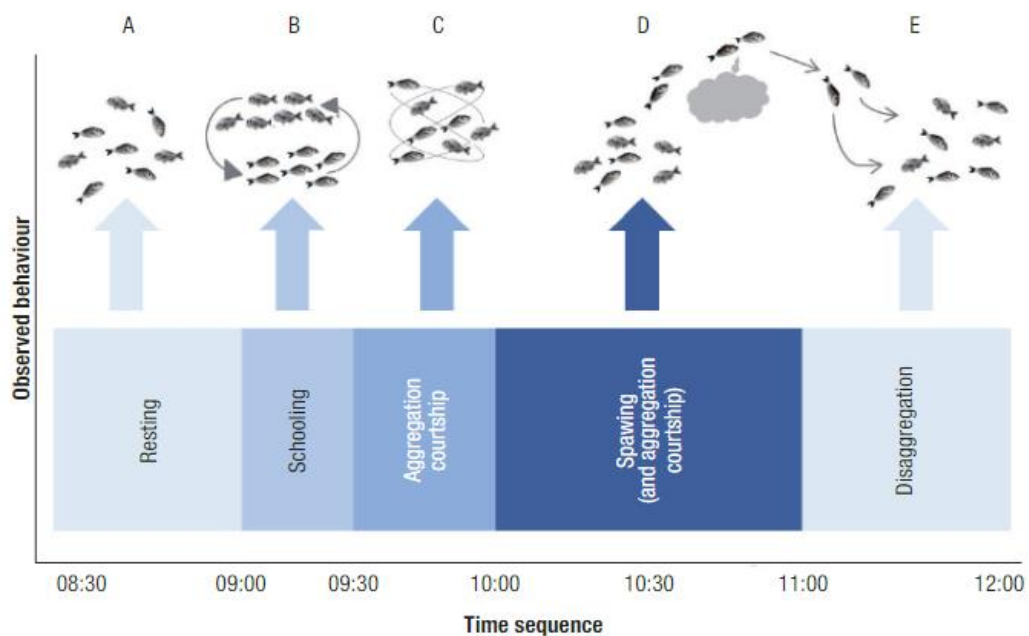 A
B
C
D
E
Observed behaviour
Resting
Schooling
Aggregation
courtship
Spawing
(and aggregation
courtship)
Disaggregation
08:30
09:00
09:30
10:00
10:30
11:00
12:00
Time sequence